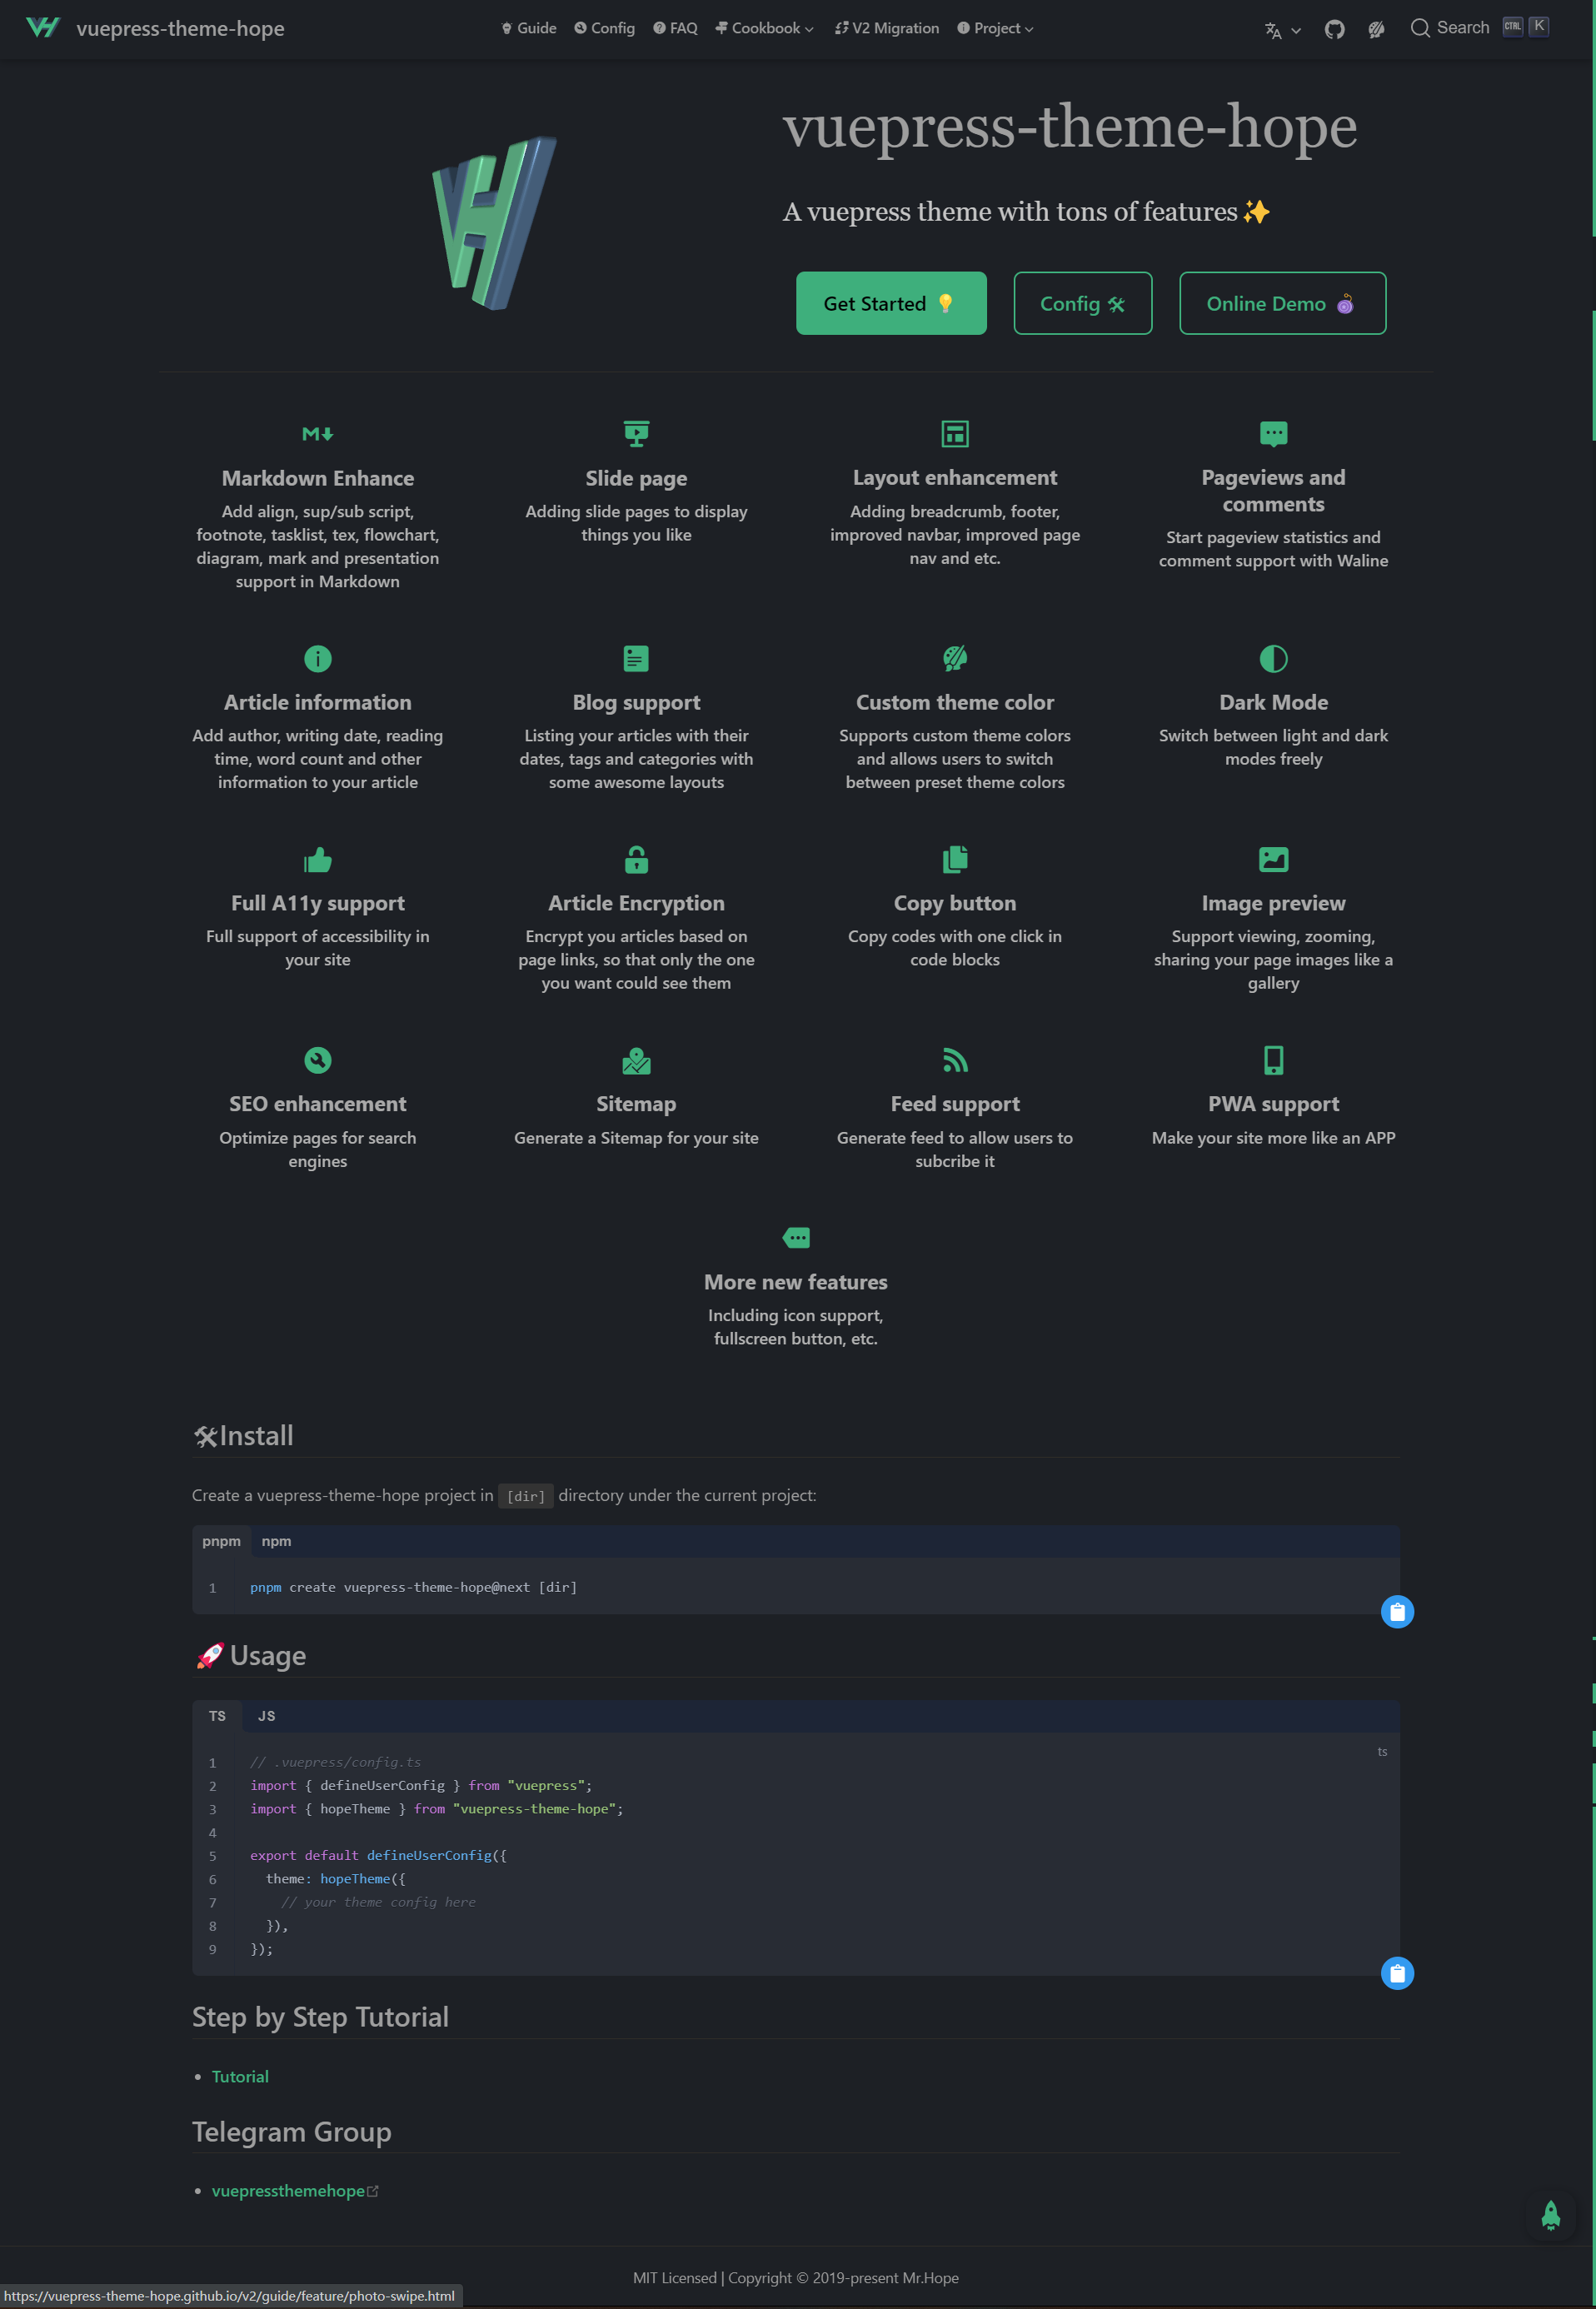 vuepress-theme-hope
Guide
Config
FAQ
Cookbook
V2 Migration
Project
Search
CTRL
K
vuepress-theme-hope
A vuepress theme with tons of features✨
Get Started 💡
Config 🛠
Online Demo
Markdown Enhance
Add align, sup/sub script,
footnote, tasklist, tex, flowchart,
diagram, mark and presentation
support in Markdown
Slide page
Adding slide pages to display
things you like
Layout enhancement
Adding breadcrumb, footer,
improved navbar, improved page
nav and etc.
Pageviews and
comments
Start pageview statistics and
comment support with Waline
Article information
Add author, writing date, reading
time, word count and other
information to your article
Blog support
Listing your articles with their
dates, tags and categories with
some awesome layouts
Custom theme color
Supports custom theme colors
and allows users to switch
between preset theme colors
Dark Mode
Switch between light and dark
modes freely
Full A11y support
Full support of accessibility in
your site
Article Encryption
Encrypt you articles based on
page links, so that only the one
you want could see them
Copy button
Copy codes with one click in
code blocks
Image preview
Support viewing, zooming,
sharing your page images like a
gallery
SEO enhancement
Optimize pages for search
engines
Sitemap
Generate a Sitemap for your site
Feed support
Generate feed to allow users to
subcribe it
PWA support
Make your site more like an APP
More new features
Including icon support,
fullscreen button, etc.
🛠Install
Create a vuepress-theme-hope project in [dir] directory under the current project:
pnpm npm
1 pnpm create vuepress-theme-hope@next [dir]
🚀Usage
TS JS
ts
1 // .vuepress/config.ts
2 import { defineUserConfig } from "vuepress";
3 import { hopeTheme } from "vuepress-theme-hope";
4
5 export default defineUserConfig({
6   theme: hopeTheme({
7     // your theme config here
8   }),
9 });
Step by Step Tutorial
• Tutorial
Telegram Group
• vuepressthemehope
MIT Licensed | Copyright © 2019-present Mr.Hope
https://vuepress-theme-hope.github.io/v2/guide/feature/photo-swipe.html